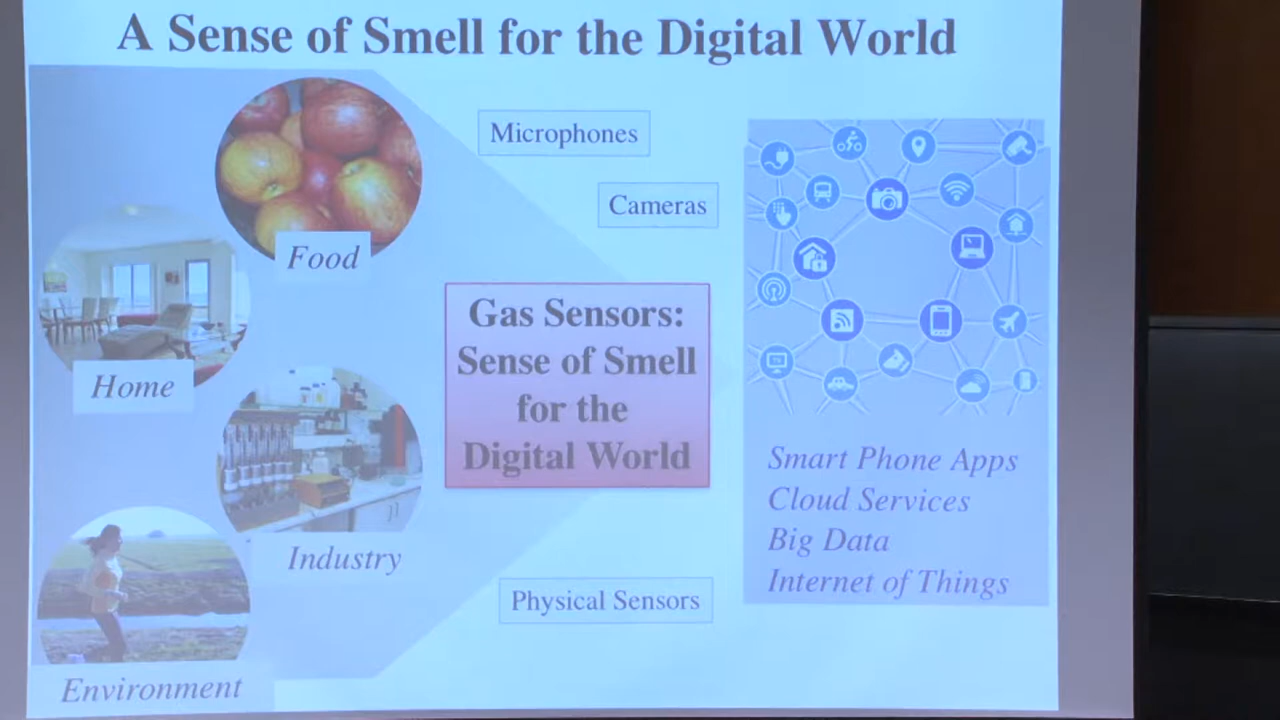 A Sense of Smell for the Digital World
Microphones
Cameras
Food
Home
Gas Sensors:
Sense of Smell
for the
Digital World
Industry
Environment
Physical Sensors
Smart Phone Apps
Cloud Services
Big Data
Internet of Things